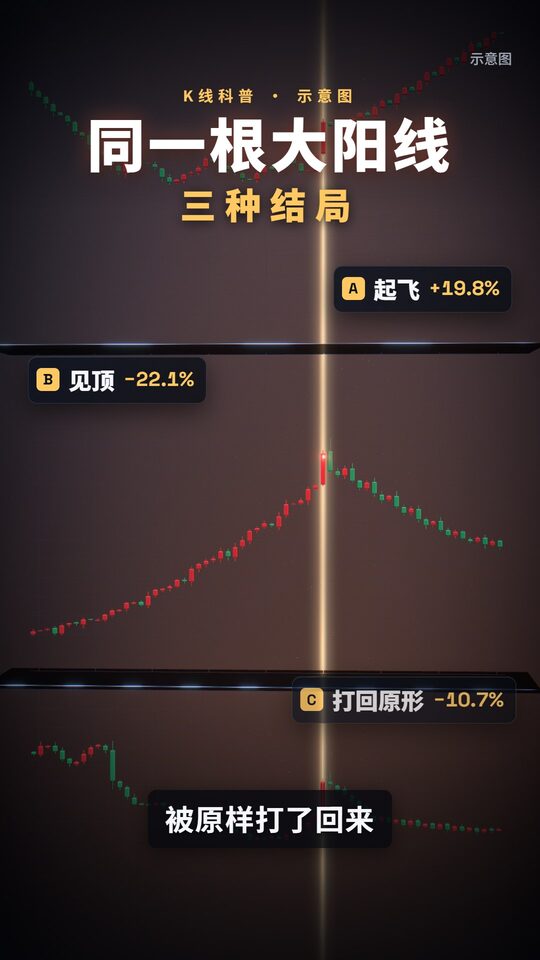 示意图
K线科普 · 示意图
同一根大阳线
三种结局
A 起飞 +19.8%
B 见顶 -22.1%
C 打回原形 -10.7%
被原样打了回来